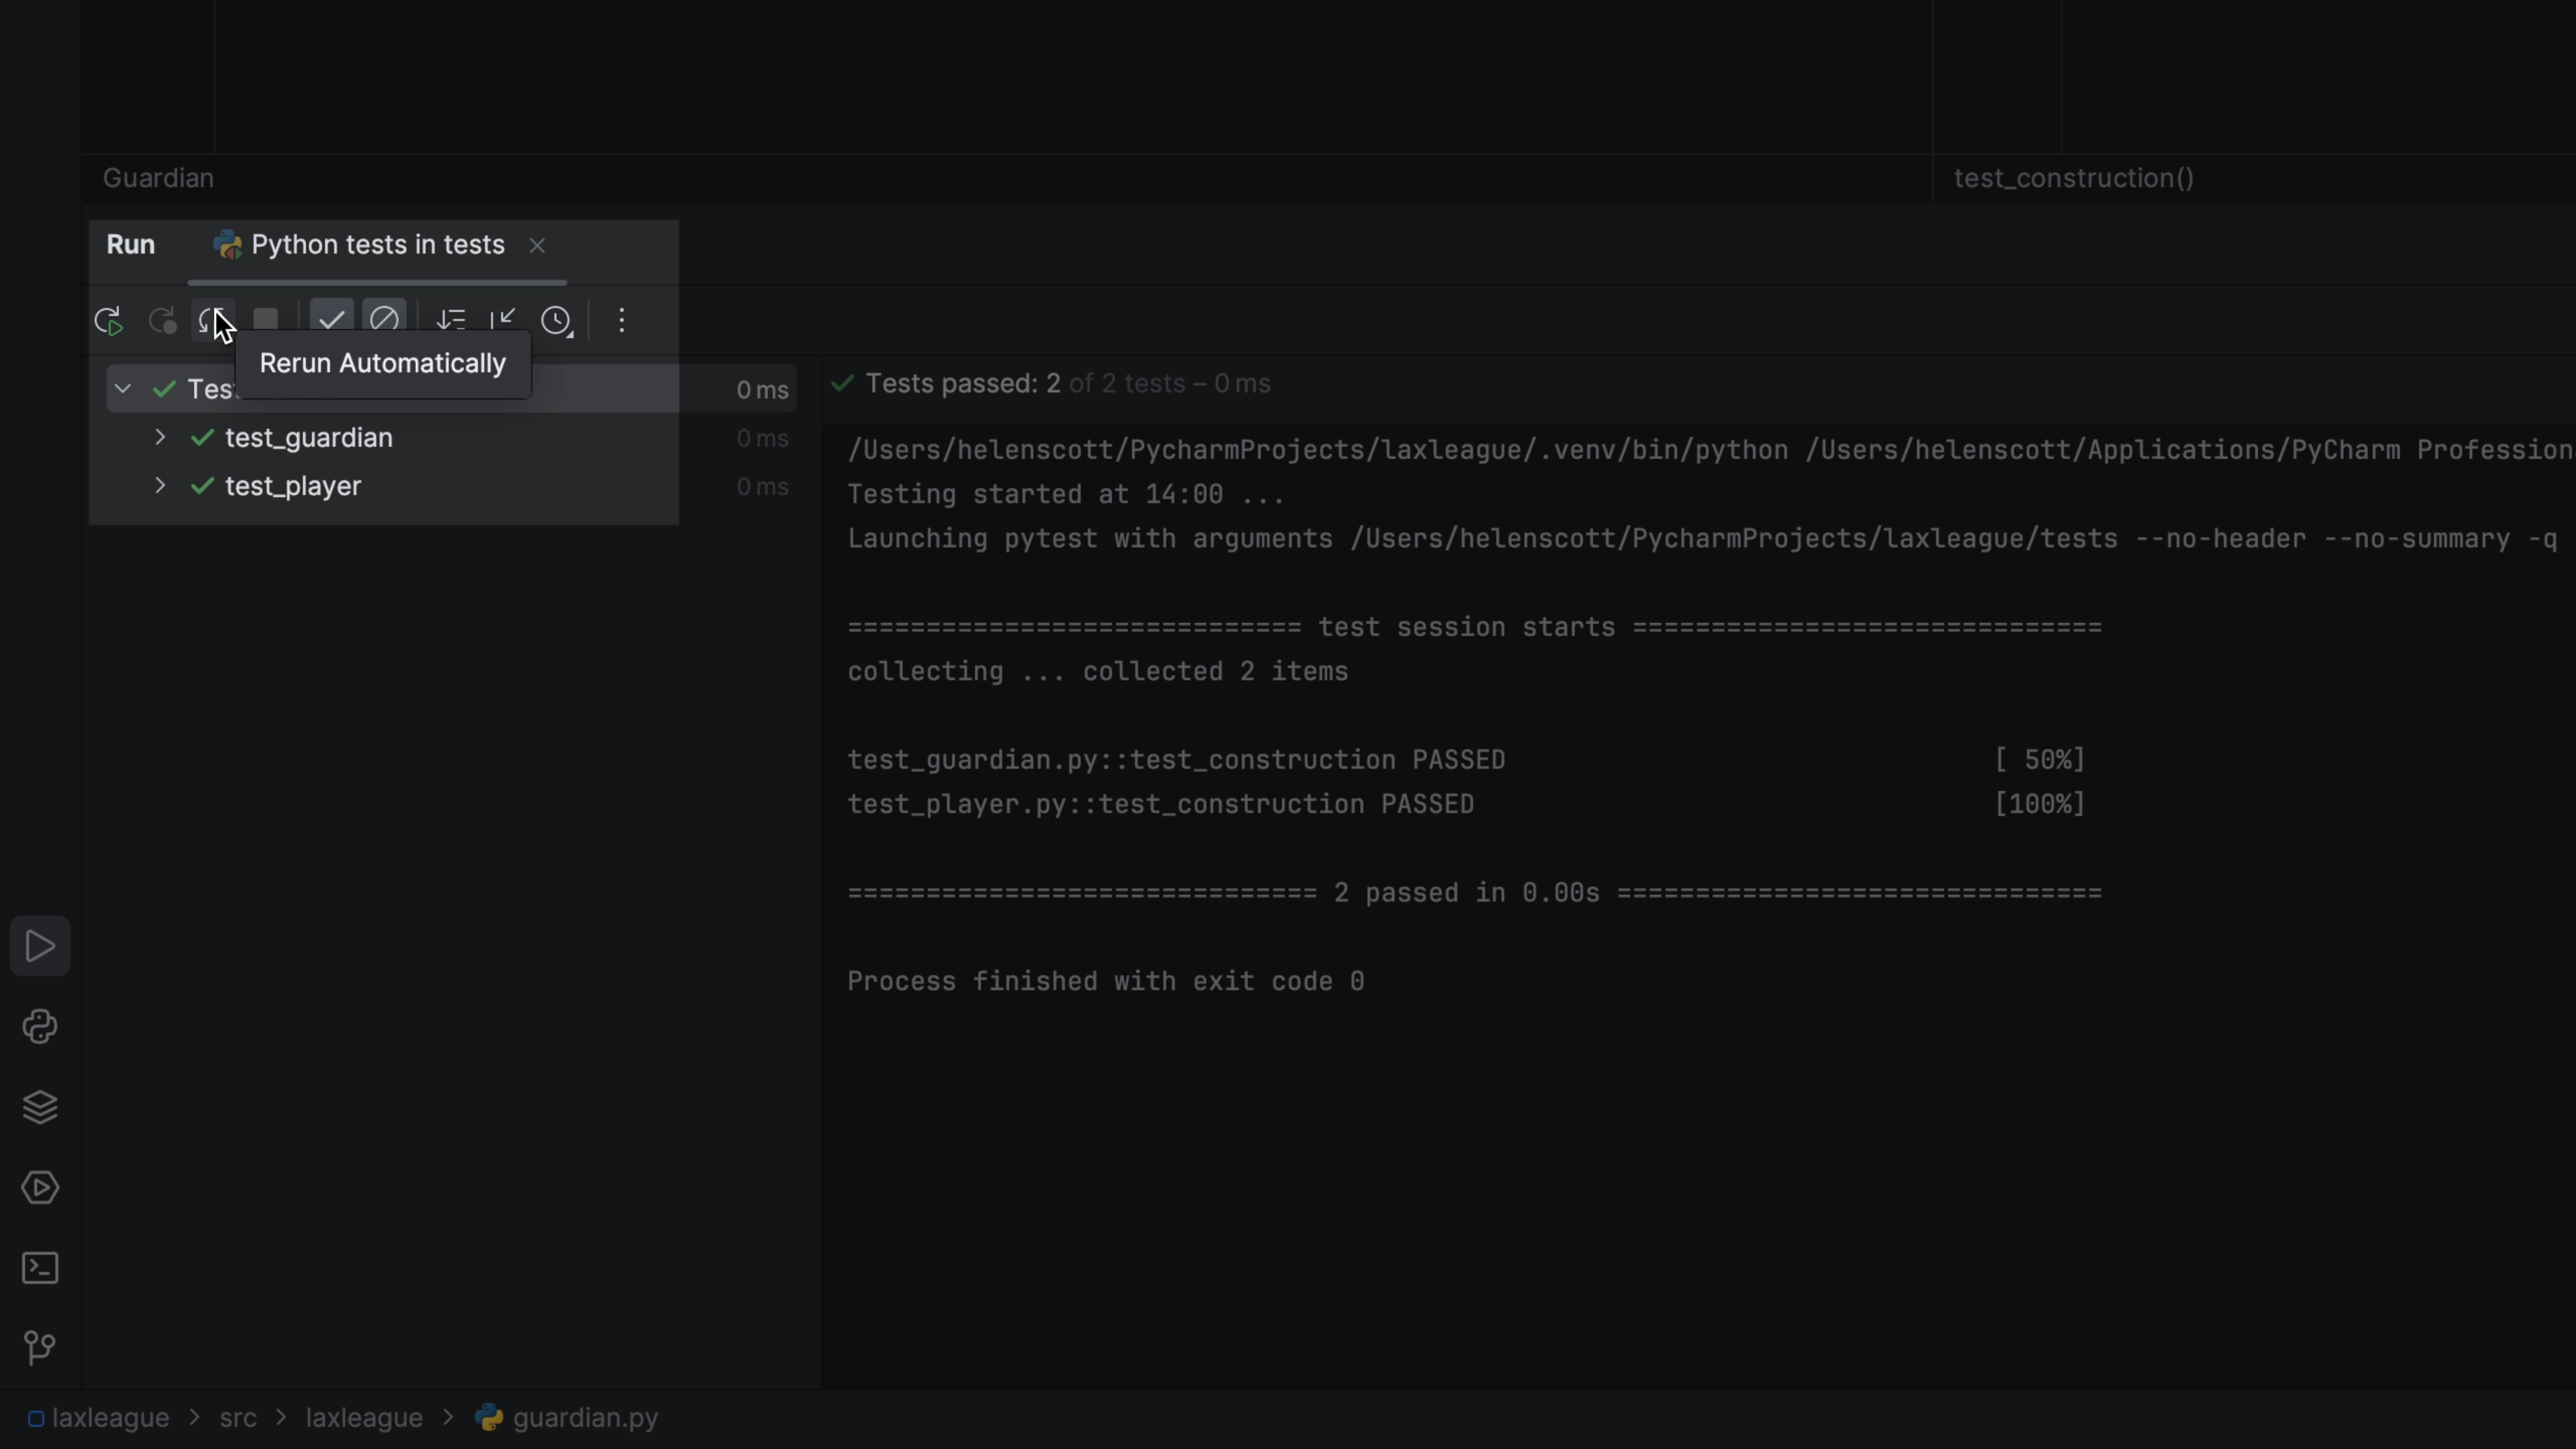 Guardian
test_construction()
Run
Python tests in tests
Rerun Automatically
Tes
0 ms
test_guardian
0 ms
test_player
0 ms
Tests passed: 2 of 2 tests – 0 ms
/Users/helenscott/PycharmProjects/laxleague/.venv/bin/python /Users/helenscott/Applications/PyCharm Profession
Testing started at 14:00 ...
Launching pytest with arguments /Users/helenscott/PycharmProjects/laxleague/tests --no-header --no-summary -q
============================= test session starts ==============================
collecting ... collected 2 items
test_guardian.py::test_construction PASSED [ 50%]
test_player.py::test_construction PASSED [100%]
============================== 2 passed in 0.00s ===============================
Process finished with exit code 0
laxleague > src > laxleague > guardian.py